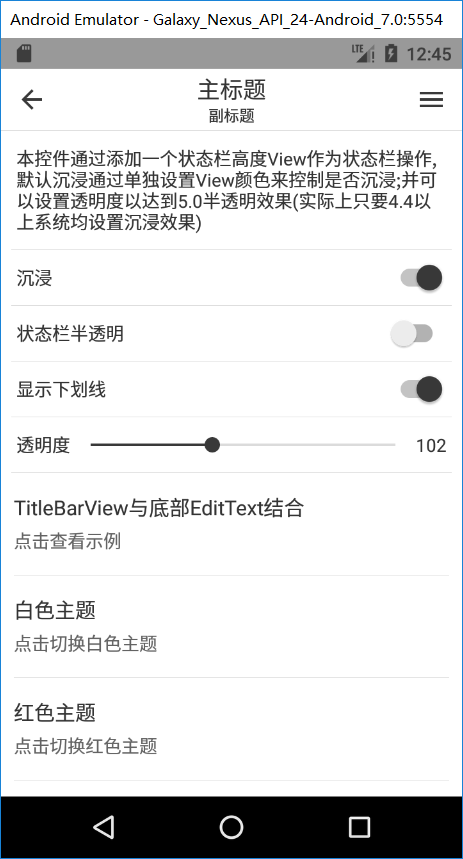 Android Emulator - Galaxy_Nexus_API_24-Android_7.0:5554
LTE 12:45
主标题
副标题
本控件通过添加一个状态栏高度View作为状态栏操作,
默认沉浸通过单独设置View颜色来控制是否沉浸;并可
以设置透明度以达到5.0半透明效果(实际上只要4.4以
上系统均设置沉浸效果)
沉浸
状态栏半透明
显示下划线
透明度 102
TitleBarView与底部EditText结合
点击查看示例
白色主题
点击切换白色主题
红色主题
点击切换红色主题